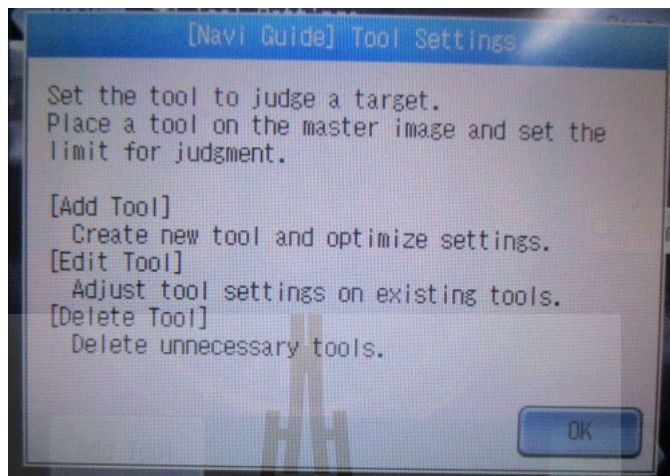 [Navi Guide] Tool Settings
Set the tool to judge a target.
Place a tool on the master image and set the
limit for judgment.
[Add Tool]
Create new tool and optimize settings.
[Edit Tool]
Adjust tool settings on existing tools.
[Delete Tool]
Delete unnecessary tools.
OK